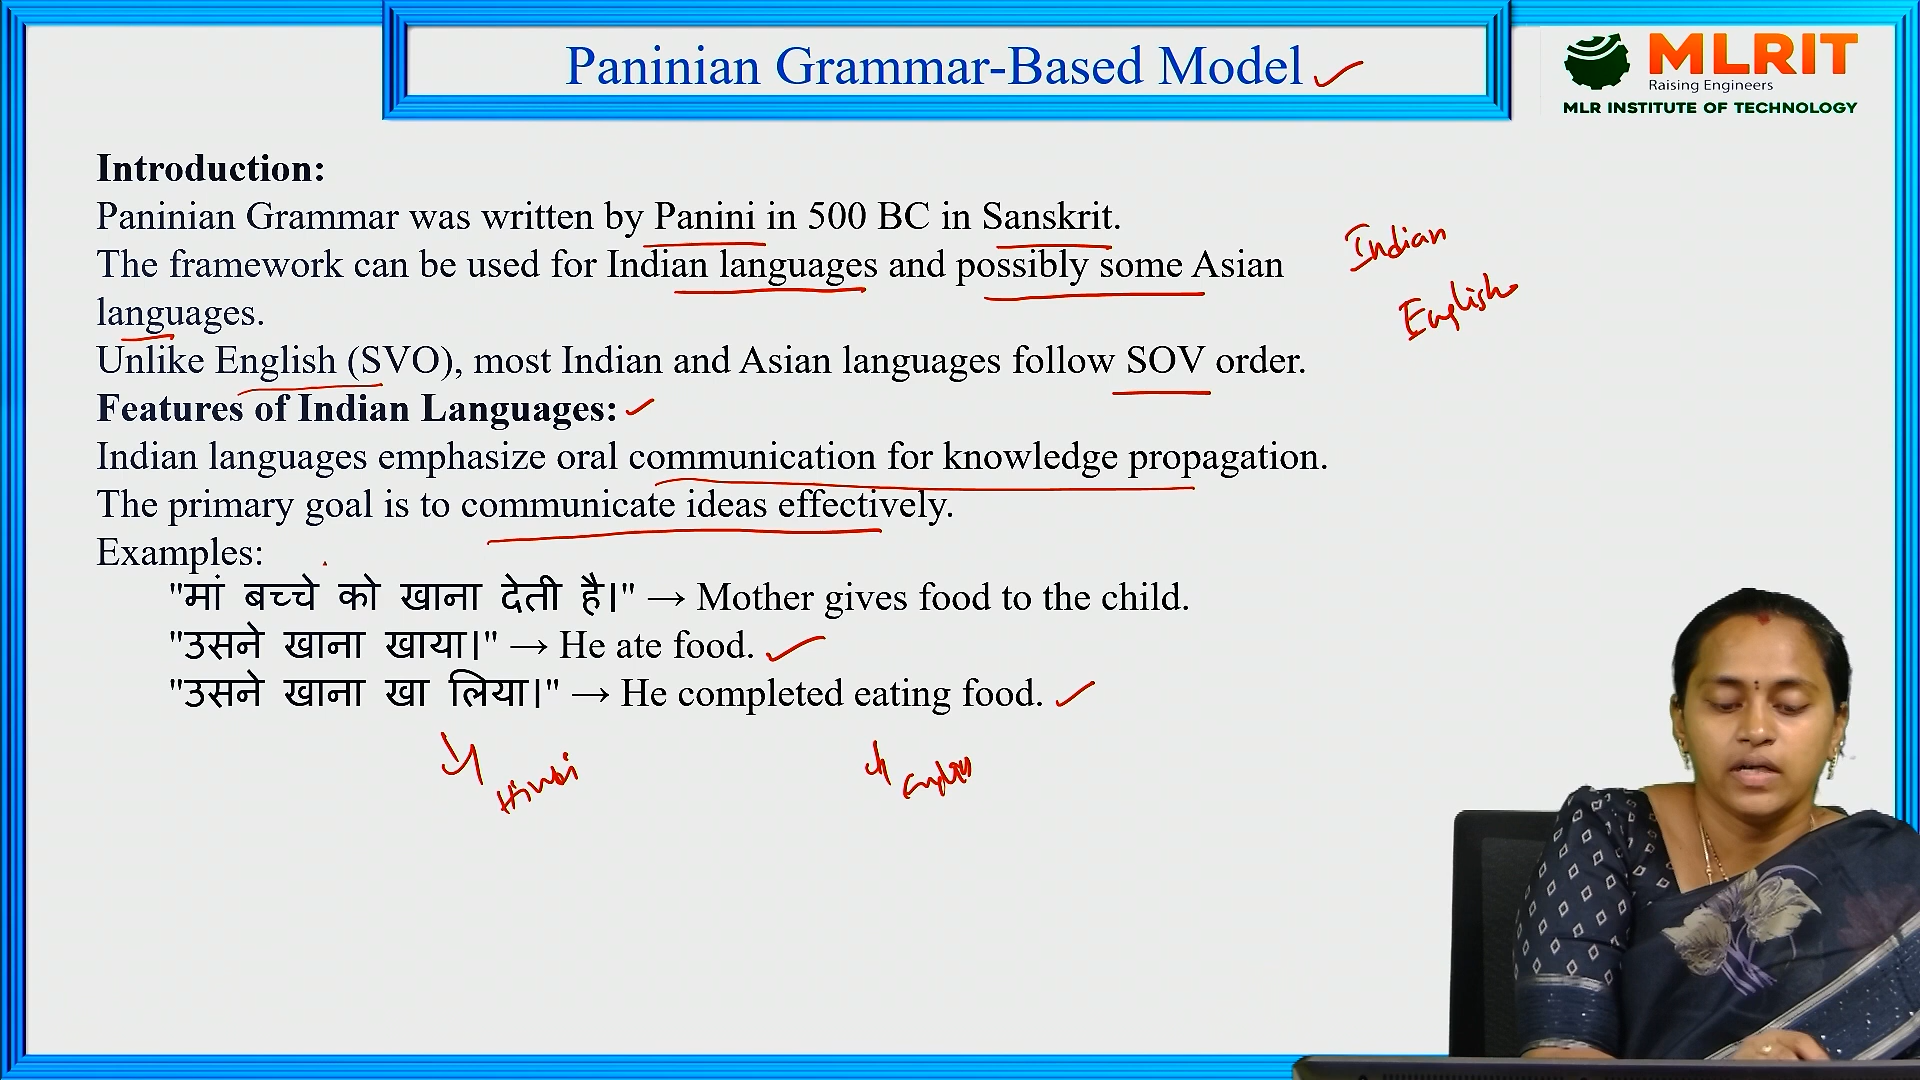 Paninian Grammar-Based Model
MLRIT
Raising Engineers
MLR INSTITUTE OF TECHNOLOGY
Introduction:
Paninian Grammar was written by Panini in 500 BC in Sanskrit.
The framework can be used for Indian languages and possibly some Asian
languages.
Indian
English
Unlike English (SVO), most Indian and Asian languages follow SOV order.
Features of Indian Languages:
Indian languages emphasize oral communication for knowledge propagation.
The primary goal is to communicate ideas effectively.
Examples:
"मां बच्चे को खाना देती है।" → Mother gives food to the child.
"उसने खाना खाया।" → He ate food.
"उसने खाना खा लिया।" → He completed eating food.
Hindi
English